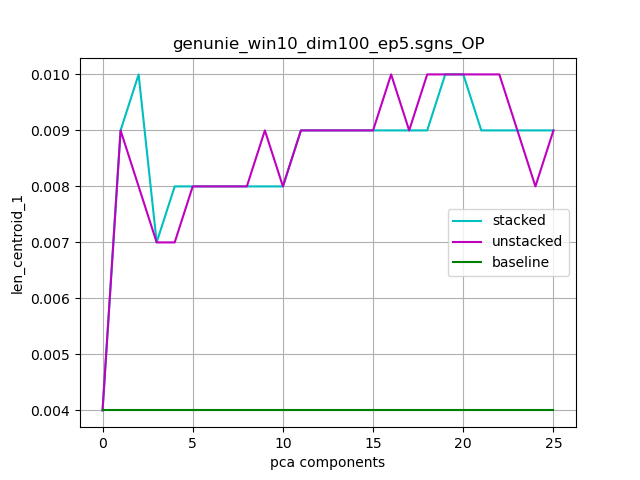 genunie_win10_dim100_ep5.sgns_OP
0.010
0.009
0.008
0.007
0.006
0.005
0.004
len_centroid_1
stacked
unstacked
baseline
0 5 10 15 20 25
pca components